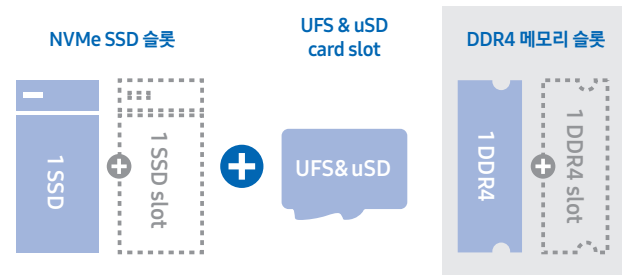 NVMe SSD 슬롯
UFS & uSD
card slot
DDR4 메모리 슬롯
1 SSD
1 SSD slot
UFS&uSD
1 DDR4
1 DDR4 slot